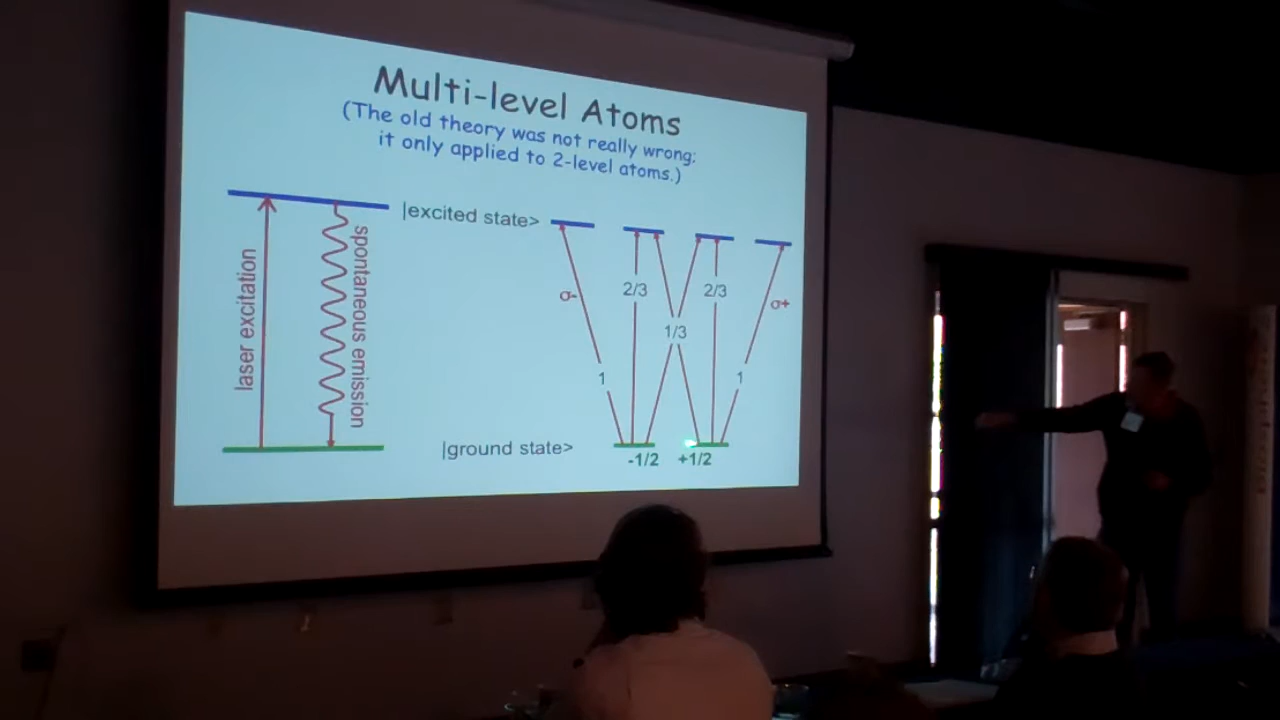 Multi-level Atoms
(The old theory was not really wrong:
it only applied to 2-level atoms.)
|excited state>
laser excitation
spontaneous emission
σ-
2/3
2/3
σ+
1/3
1
1
|ground state>
-1/2
+1/2